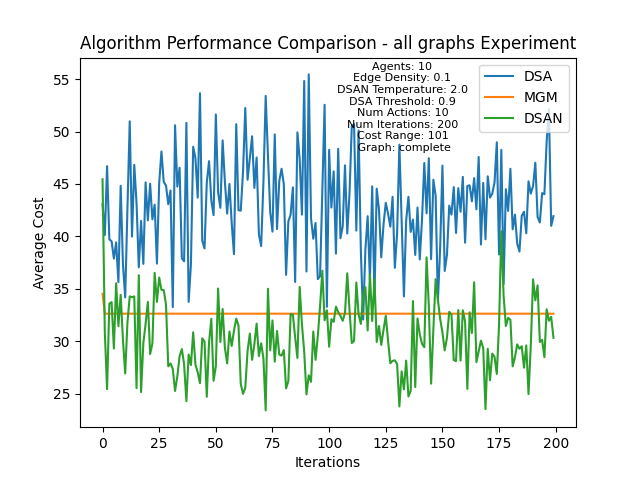 Algorithm Performance Comparison - all graphs Experiment
Agents: 10
Edge Density: 0.1
DSAN Temperature: 2.0
DSA Threshold: 0.9
Num Actions: 10
Num Iterations: 200
Cost Range: 101
Graph: complete
DSA
MGM
DSAN
Average Cost
55
50
45
40
35
30
25
0
25
50
75
100
125
150
175
200
Iterations